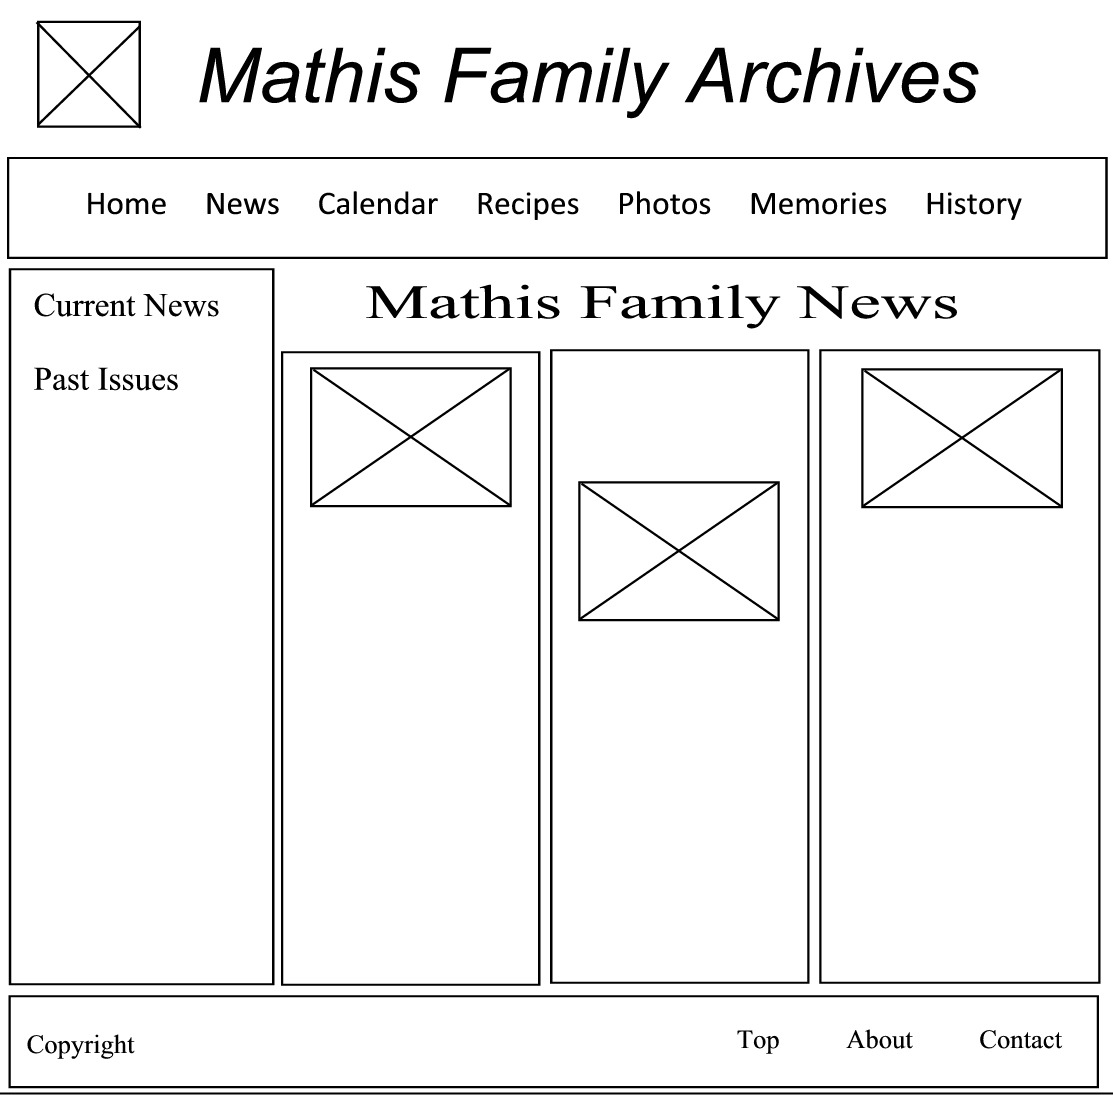 Mathis Family Archives
Home News Calendar Recipes Photos Memories History
Current News
Past Issues
Mathis Family News
Copyright
Top About Contact